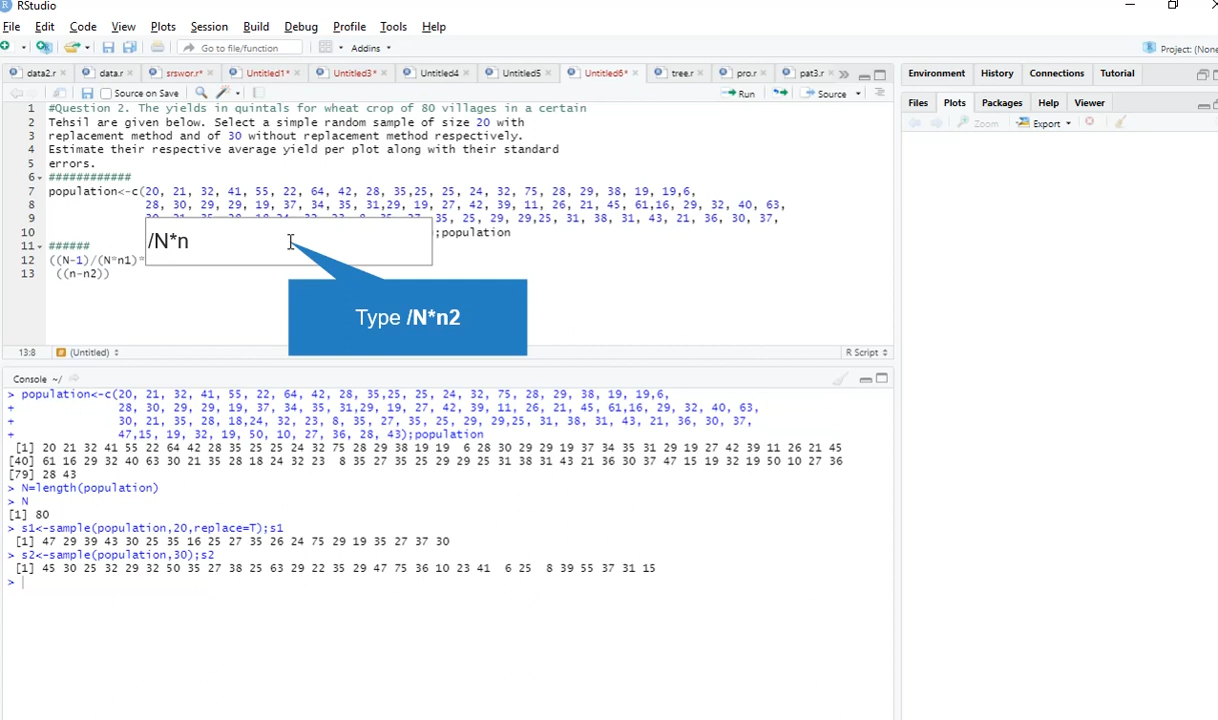 RStudio
File Edit Code View Plots Session Build Debug Profile Tools Help
Go to file/function Addins Project: (None
data2.r data.r srswor.r* Untitled1* Untitled3* Untitled4 Untitled5 Untitled6* tree.r pro.r pat3.r
Source on Save Run Source
1 #Question 2. The yields in quintals for wheat crop of 80 villages in a certain
2 Tehsil are given below. Select a simple random sample of size 20 with
3 replacement method and of 30 without replacement method respectively.
4 Estimate their respective average yield per plot along with their standard
5 errors.
6 ############
7 population<-c(20, 21, 32, 41, 55, 22, 64, 42, 28, 35,25, 25, 24, 32, 75, 28, 29, 38, 19, 19,6,
8 28, 30, 29, 29, 19, 37, 34, 35, 31,29, 19, 27, 42, 39, 11, 26, 21, 45, 61,16, 29, 32, 40, 63,
9 30, 21, 35, 28, 18,24, 32, 23, 8, 35, 27, 35, 25, 29, 29,25, 31, 38, 31, 43, 21, 36, 30, 37,
10 ;population
11 ######
12 ((N-1)/(N*n1)*
13 ((n-n2))
/N*n
Type /N*n2
13:8 (Untitled) R Script
Console ~/
> population<-c(20, 21, 32, 41, 55, 22, 64, 42, 28, 35,25, 25, 24, 32, 75, 28, 29, 38, 19, 19,6,
+ 28, 30, 29, 29, 19, 37, 34, 35, 31,29, 19, 27, 42, 39, 11, 26, 21, 45, 61,16, 29, 32, 40, 63,
+ 30, 21, 35, 28, 18,24, 32, 23, 8, 35, 27, 35, 25, 29, 29,25, 31, 38, 31, 43, 21, 36, 30, 37,
+ 47,15, 19, 32, 19, 50, 10, 27, 36, 28, 43);population
[1] 20 21 32 41 55 22 64 42 28 35 25 25 24 32 75 28 29 38 19 19 6 28 30 29 29 19 37 34 35 31 29 19 27 42 39 11 26 21 45
[40] 61 16 29 32 40 63 30 21 35 28 18 24 32 23 8 35 27 35 25 29 29 25 31 38 31 43 21 36 30 37 47 15 19 32 19 50 10 27 36
[79] 28 43
> N=length(population)
> N
[1] 80
> s1<-sample(population,20,replace=T);s1
[1] 47 29 39 43 30 25 35 16 25 27 35 26 24 75 29 19 35 27 37 30
> s2<-sample(population,30);s2
[1] 45 30 25 32 29 32 50 35 27 38 25 63 29 22 35 29 47 75 36 10 23 41 6 25 8 39 55 37 31 15
>
Environment History Connections Tutorial
Files Plots Packages Help Viewer
Zoom Export